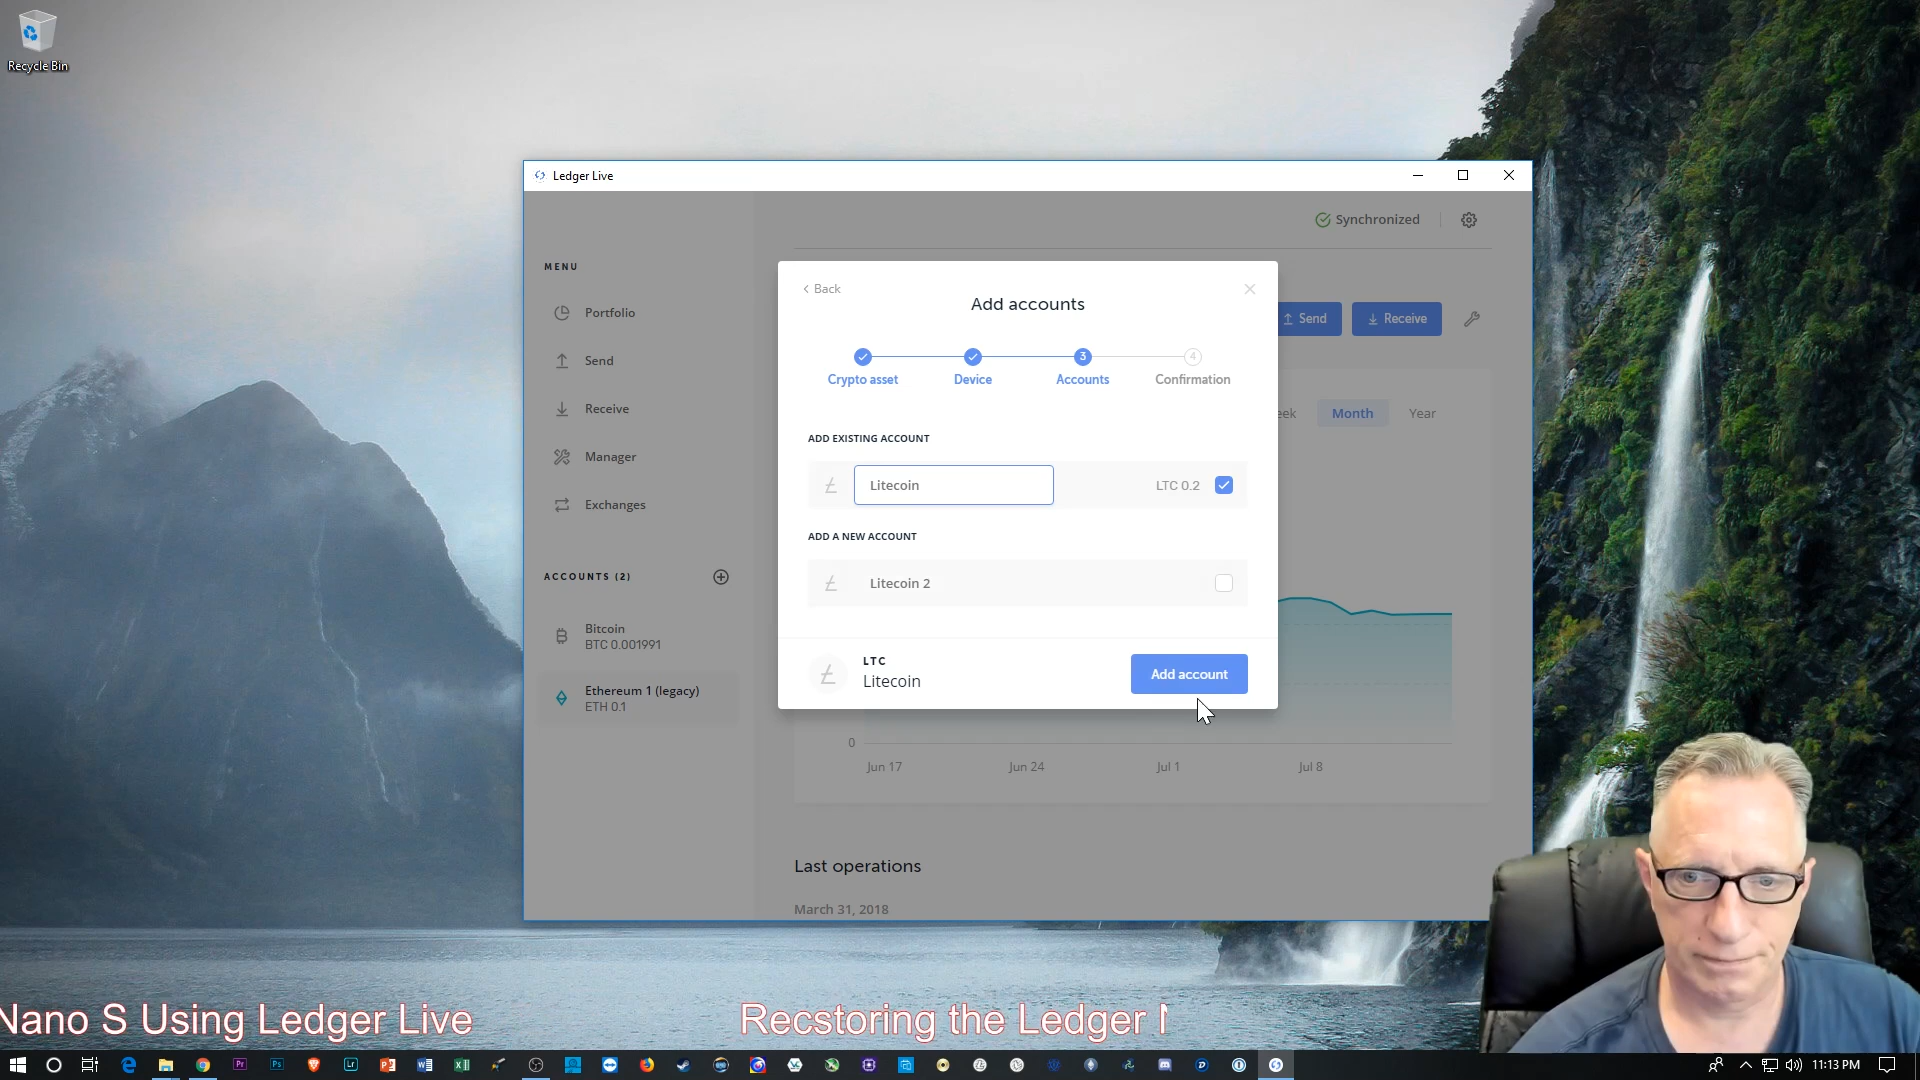 Recycle Bin
Ledger Live
Synchronized
MENU
Portfolio
Send
Receive
Manager
Exchanges
ACCOUNTS (2)
Bitcoin
BTC 0.001991
Ethereum 1 (legacy)
ETH 0.1
Send
Receive
eek
Month
Year
Back
Add accounts
3
4
Crypto asset
Device
Accounts
Confirmation
ADD EXISTING ACCOUNT
Litecoin
LTC 0.2
ADD A NEW ACCOUNT
Litecoin 2
LTC
Litecoin
Add account
0
Jun 17
Jun 24
Jul 1
Jul 8
Last operations
March 31, 2018
Nano S Using Ledger Live
Recstoring the Ledger N
Pr
Ps
Lr
11:13 PM